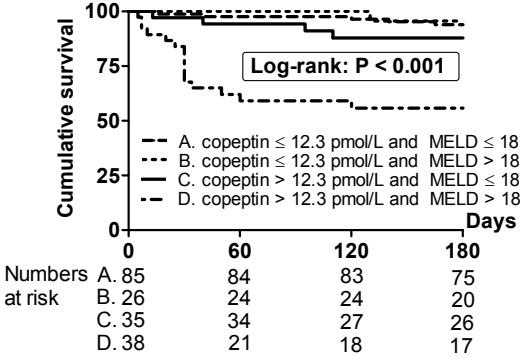 Cumulative survival
100
75
50
25
0
Log-rank: P < 0.001
A. copeptin ≤ 12.3 pmol/L and MELD ≤ 18
B. copeptin ≤ 12.3 pmol/L and MELD > 18
C. copeptin > 12.3 pmol/L and MELD ≤ 18
D. copeptin > 12.3 pmol/L and MELD > 18
Days
0 60 120 180
Numbers at risk
A. 85 84 83 75
B. 26 24 24 20
C. 35 34 27 26
D. 38 21 18 17